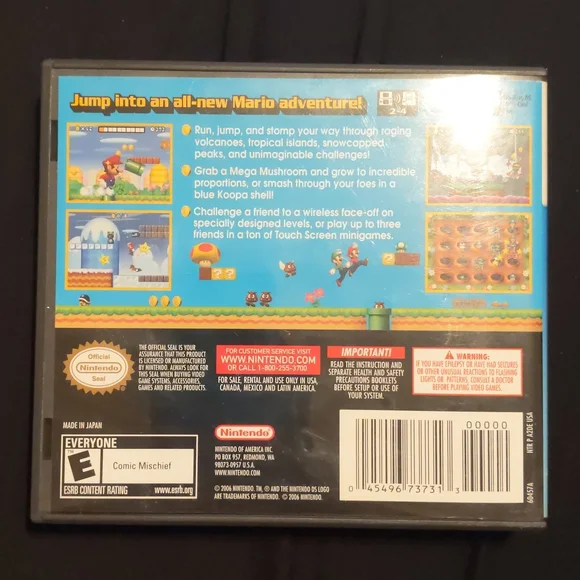 Jump into an all-new Mario adventure!
2-4
Run, jump, and stomp your way through raging
volcanoes, tropical islands, snowcapped
peaks, and unimaginable challenges!
Grab a Mega Mushroom and grow to incredible
proportions, or smash through your foes in a
blue Koopa shell!
Challenge a friend to a wireless face-off on
specially designed levels, or play up to three
friends in a ton of Touch Screen minigames.
Official
Nintendo
Seal
THE OFFICIAL SEAL IS YOUR
ASSURANCE THAT THIS PRODUCT
IS LICENSED OR MANUFACTURED
BY NINTENDO. ALWAYS LOOK FOR
THIS SEAL WHEN BUYING VIDEO
GAME SYSTEMS, ACCESSORIES,
GAMES AND RELATED PRODUCTS.
FOR CUSTOMER SERVICE VISIT
WWW.NINTENDO.COM
OR CALL 1-800-255-3700
FOR SALE, RENTAL AND USE ONLY IN USA,
CANADA, MEXICO AND LATIN AMERICA.
IMPORTANT!
READ THE INSTRUCTION AND
SEPARATE HEALTH AND SAFETY
PRECAUTIONS BOOKLETS
BEFORE SETUP OR USE OF
YOUR SYSTEM.
WARNING:
IF YOU HAVE EPILEPSY OR HAVE HAD SEIZURES
OR OTHER UNUSUAL REACTIONS TO FLASHING
LIGHTS OR PATTERNS, CONSULT A DOCTOR
BEFORE PLAYING VIDEO GAMES.
MADE IN JAPAN
EVERYONE
E
Comic Mischief
ESRB CONTENT RATING www.esrb.org
Nintendo
NINTENDO OF AMERICA INC.
PO BOX 957, REDMOND, WA
98073-0957 U.S.A.
www.nintendo.com
© 2006 NINTENDO. TM, ® AND THE NINTENDO DS LOGO
ARE TRADEMARKS OF NINTENDO. © 2006 NINTENDO.
00000
0 45496 73731 3
60457A
NTR P A2DE USA